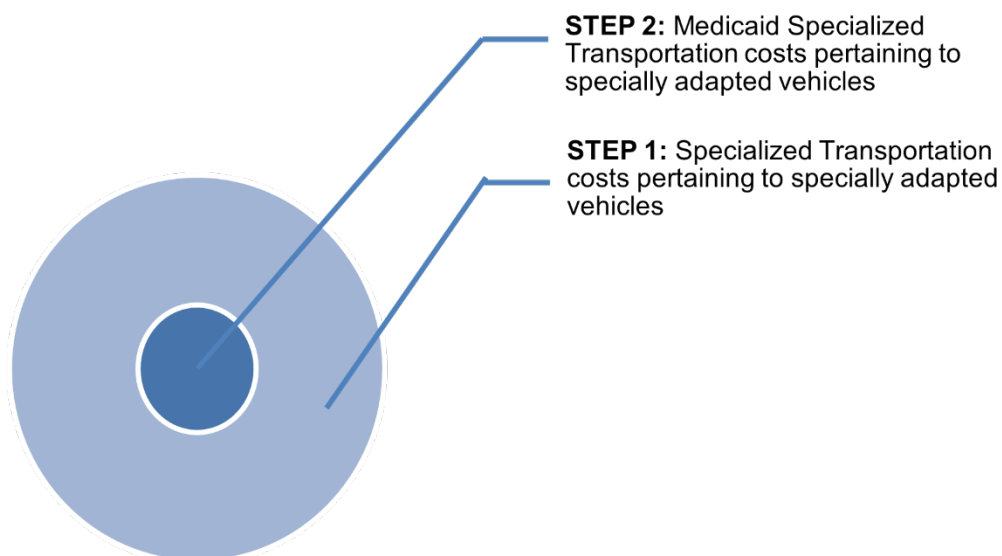 STEP 2: Medicaid Specialized
Transportation costs pertaining to
specially adapted vehicles
STEP 1: Specialized Transportation
costs pertaining to specially adapted
vehicles